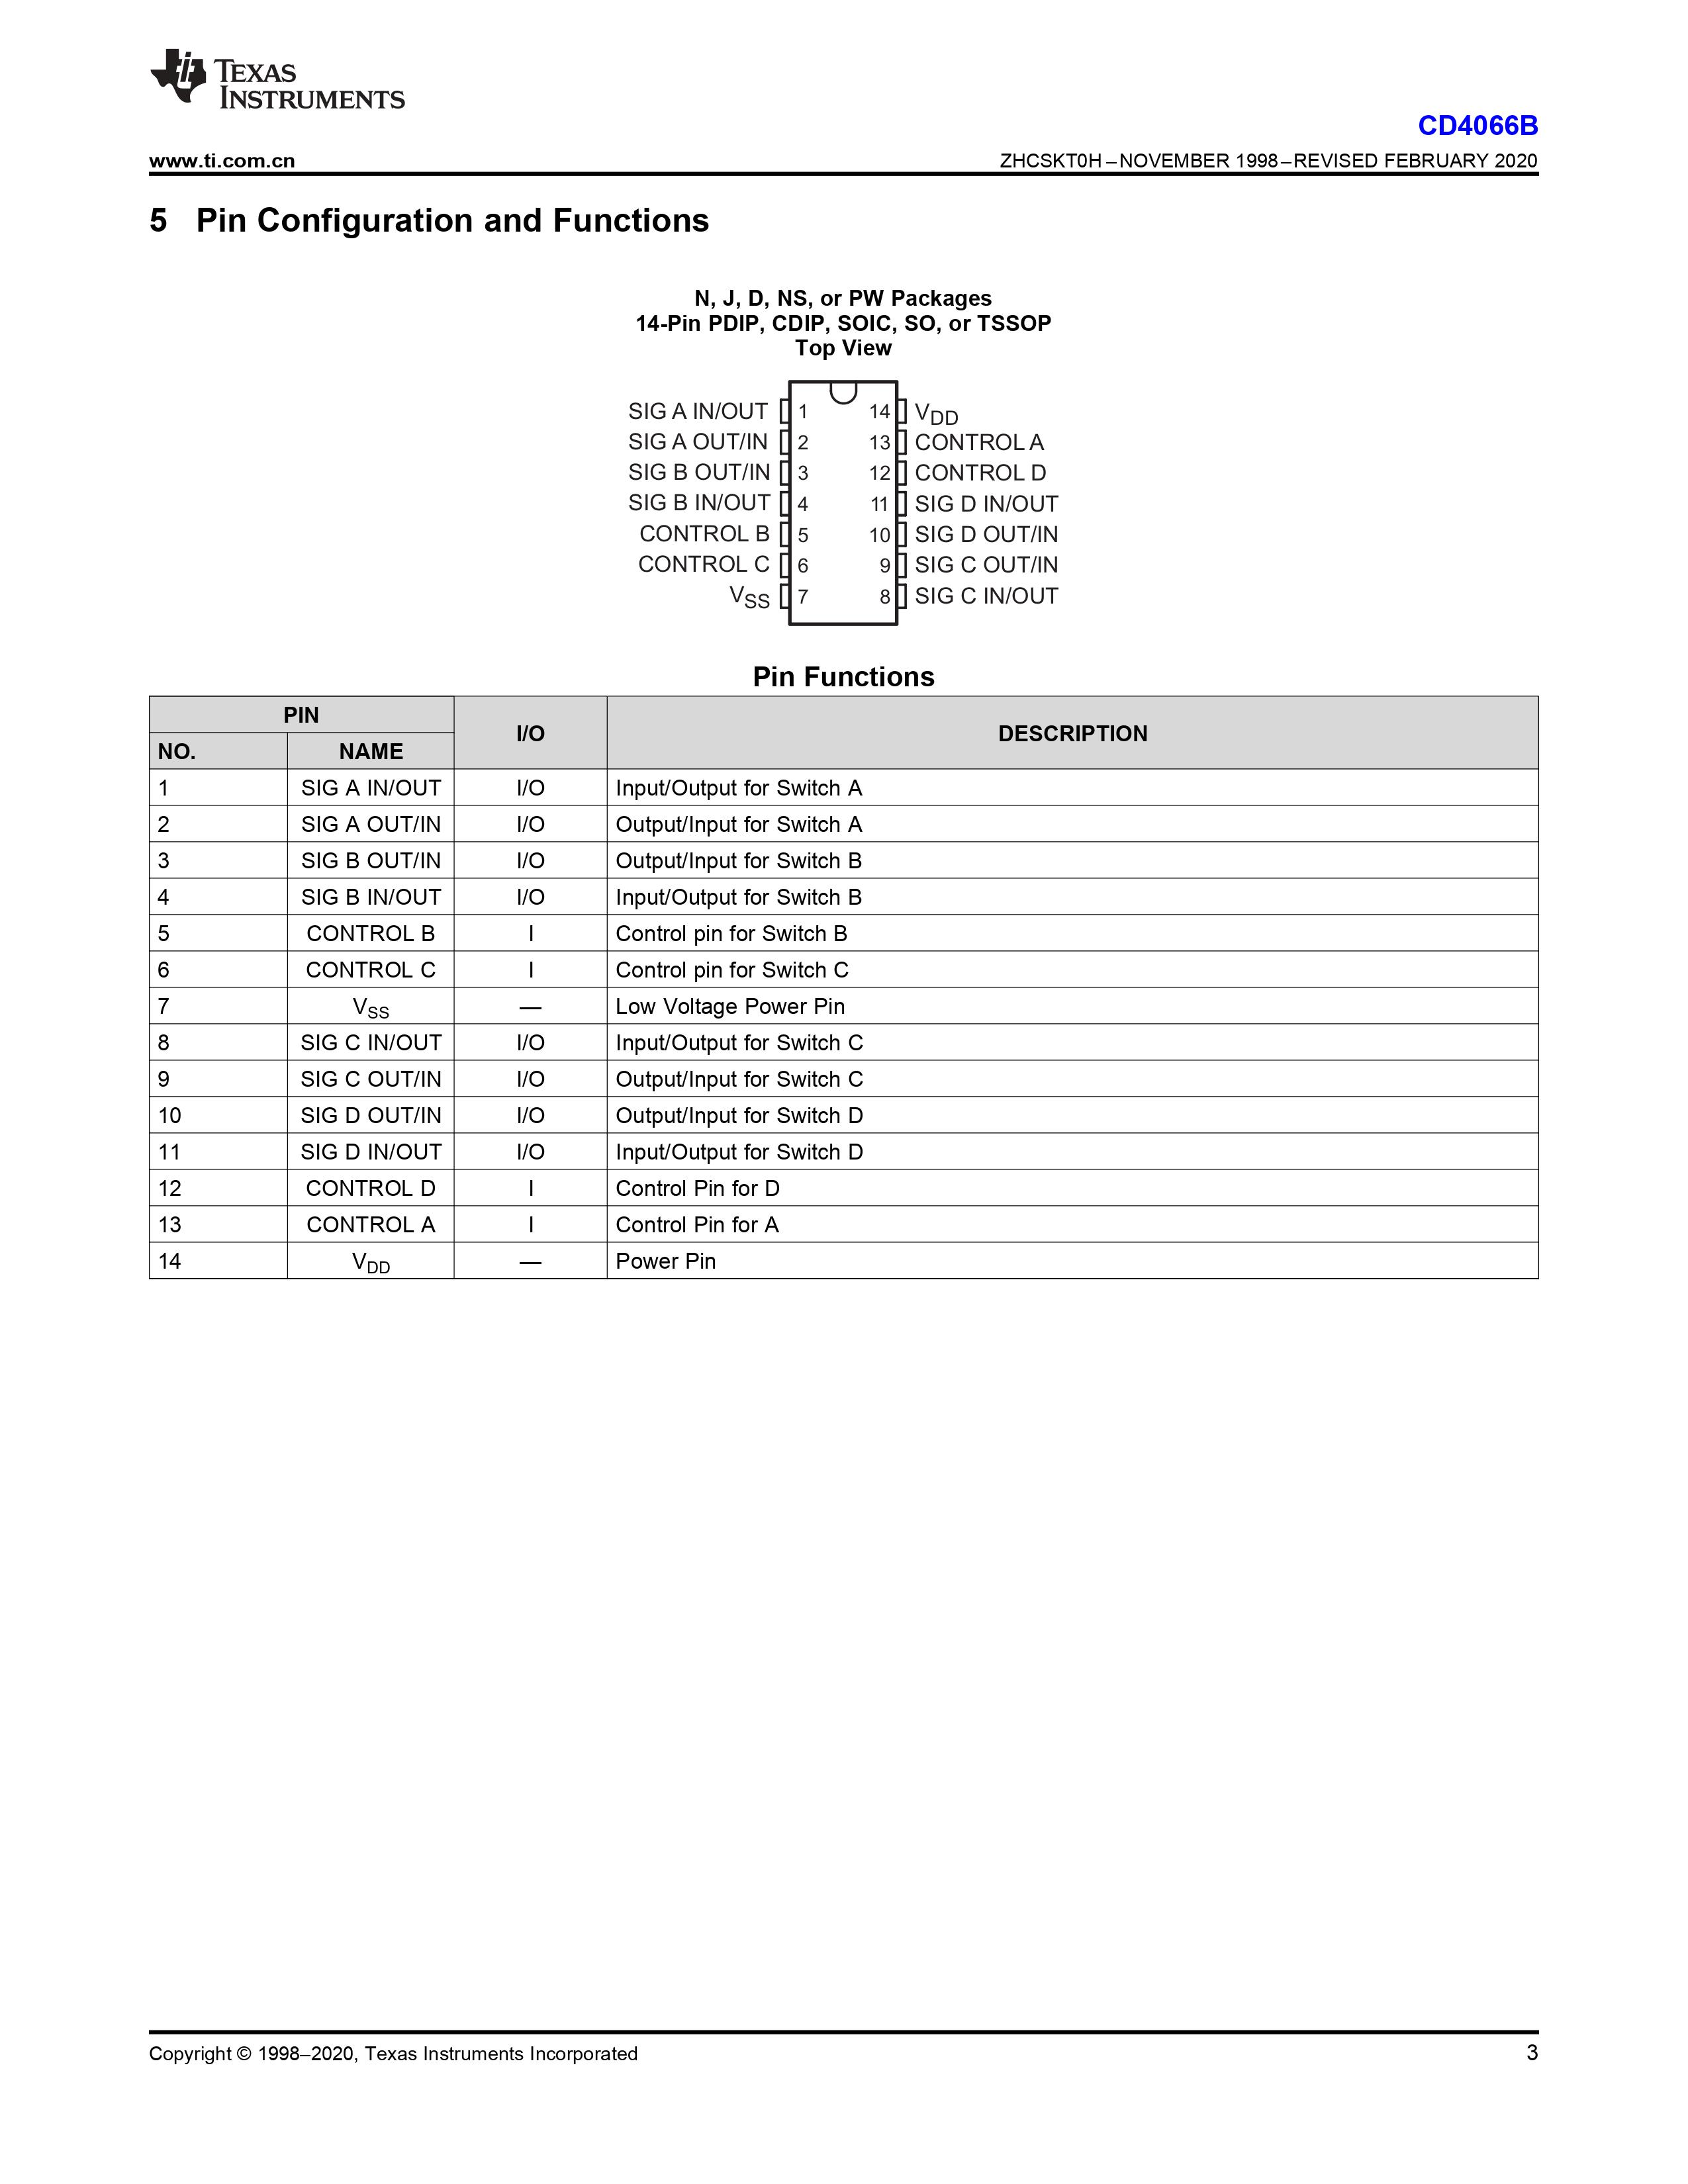 TEXAS
INSTRUMENTS
CD4066B
www.ti.com.cn ZHCSKT0H –NOVEMBER 1998–REVISED FEBRUARY 2020
5 Pin Configuration and Functions
N, J, D, NS, or PW Packages
14-Pin PDIP, CDIP, SOIC, SO, or TSSOP
Top View
SIG A IN/OUT 1 14 VDD
SIG A OUT/IN 2 13 CONTROL A
SIG B OUT/IN 3 12 CONTROL D
SIG B IN/OUT 4 11 SIG D IN/OUT
CONTROL B 5 10 SIG D OUT/IN
CONTROL C 6 9 SIG C OUT/IN
VSS 7 8 SIG C IN/OUT
Pin Functions
PIN I/O DESCRIPTION
NO. NAME
1 SIG A IN/OUT I/O Input/Output for Switch A
2 SIG A OUT/IN I/O Output/Input for Switch A
3 SIG B OUT/IN I/O Output/Input for Switch B
4 SIG B IN/OUT I/O Input/Output for Switch B
5 CONTROL B I Control pin for Switch B
6 CONTROL C I Control pin for Switch C
7 VSS — Low Voltage Power Pin
8 SIG C IN/OUT I/O Input/Output for Switch C
9 SIG C OUT/IN I/O Output/Input for Switch C
10 SIG D OUT/IN I/O Output/Input for Switch D
11 SIG D IN/OUT I/O Input/Output for Switch D
12 CONTROL D I Control Pin for D
13 CONTROL A I Control Pin for A
14 VDD — Power Pin
Copyright © 1998–2020, Texas Instruments Incorporated 3